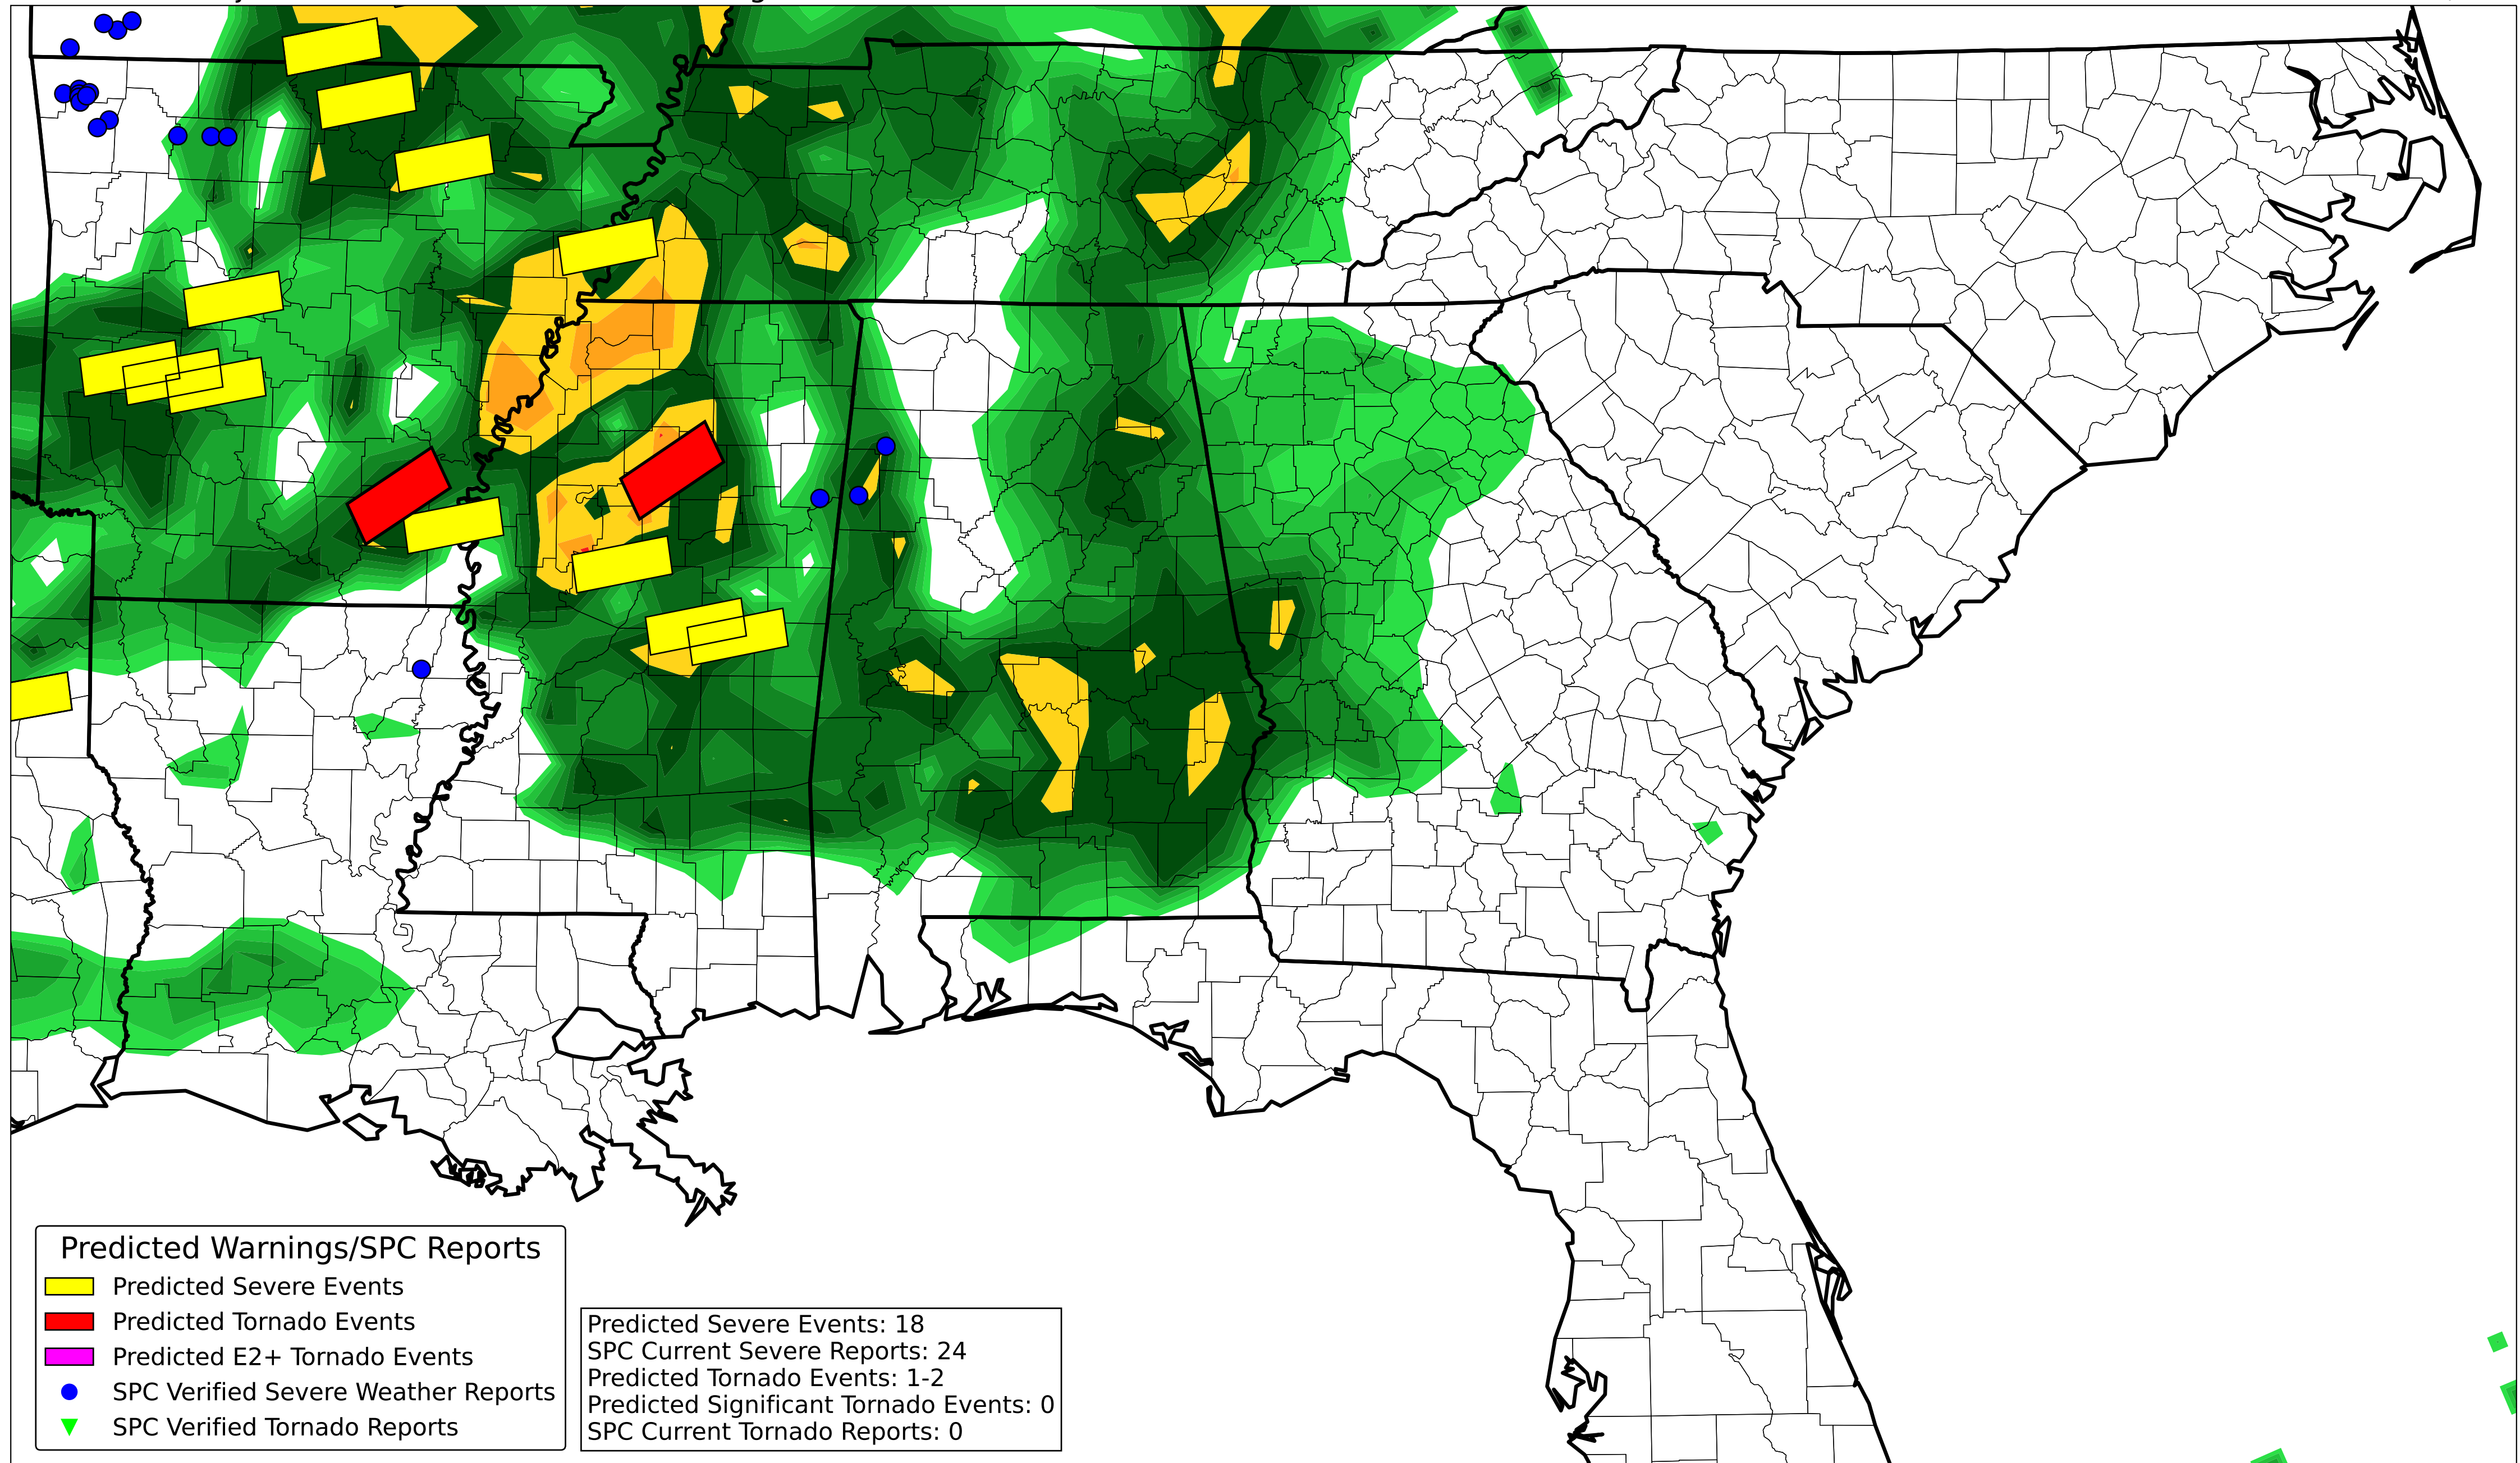 Predicted Warnings/SPC Reports
Predicted Severe Events
Predicted Tornado Events
Predicted E2+ Tornado Events
SPC Verified Severe Weather Reports
SPC Verified Tornado Reports
Predicted Severe Events: 18
SPC Current Severe Reports: 24
Predicted Tornado Events: 1-2
Predicted Significant Tornado Events: 0
SPC Current Tornado Reports: 0